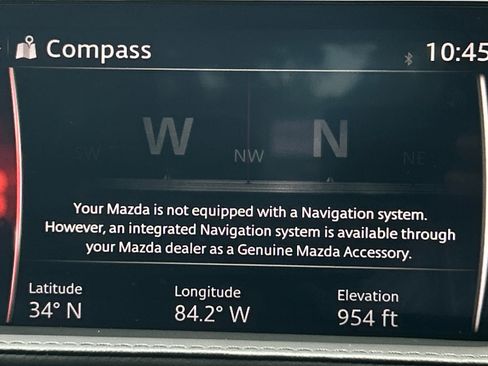 Compass 10:45
SW W NW N NE
Your Mazda is not equipped with a Navigation system.
However, an integrated Navigation system is available through
your Mazda dealer as a Genuine Mazda Accessory.
Latitude Longitude Elevation
34° N 84.2° W 954 ft